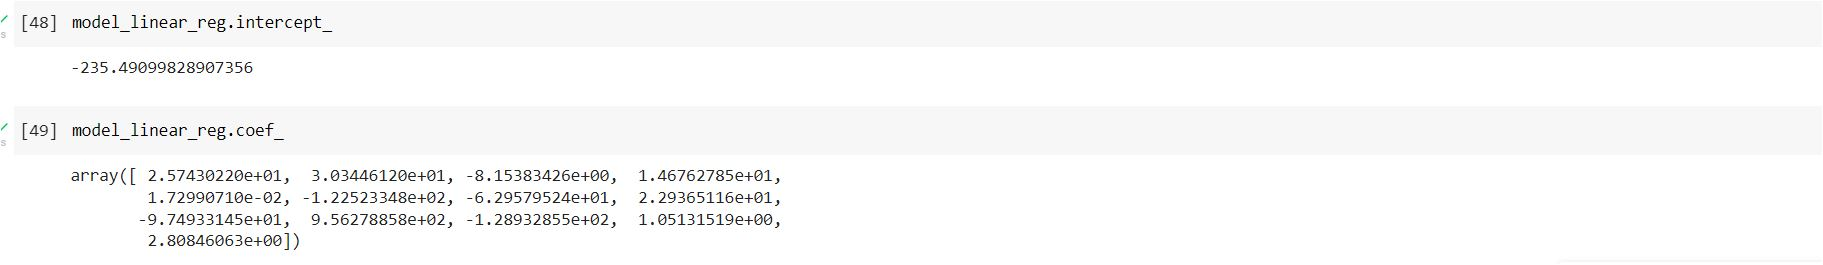 [48] model_linear_reg.intercept_
s
-235.49099828907356
[49] model_linear_reg.coef_
s
array([ 2.57430220e+01,  3.03446120e+01, -8.15383426e+00,  1.46762785e+01,
1.72990710e-02, -1.22523348e+02, -6.29579524e+01,  2.29365116e+01,
-9.74933145e+01,  9.56278858e+02, -1.28932855e+02,  1.05131519e+00,
2.80846063e+00])